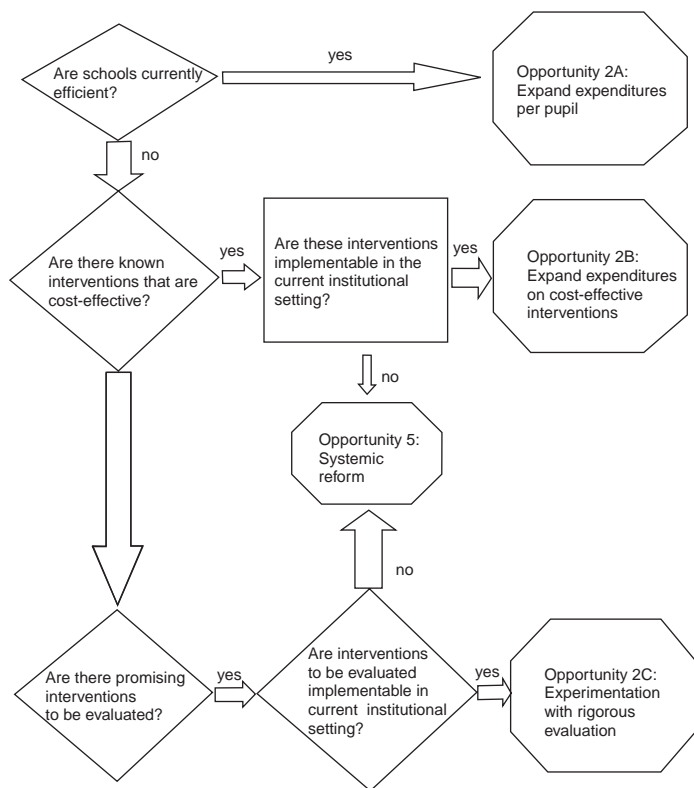 Are schools currently
efficient?
yes
Opportunity 2A:
Expand expenditures
per pupil
no
Are there known
interventions that are
cost-effective?
yes
Are these interventions
implementable in the
current institutional
setting?
yes
Opportunity 2B:
Expand expenditures
on cost-effective
interventions
no
Opportunity 5:
Systemic
reform
no
Are there promising
interventions
to be evaluated?
yes
Are interventions
to be evaluated
implementable in
current institutional
setting?
yes
Opportunity 2C:
Experimentation
with rigorous
evaluation